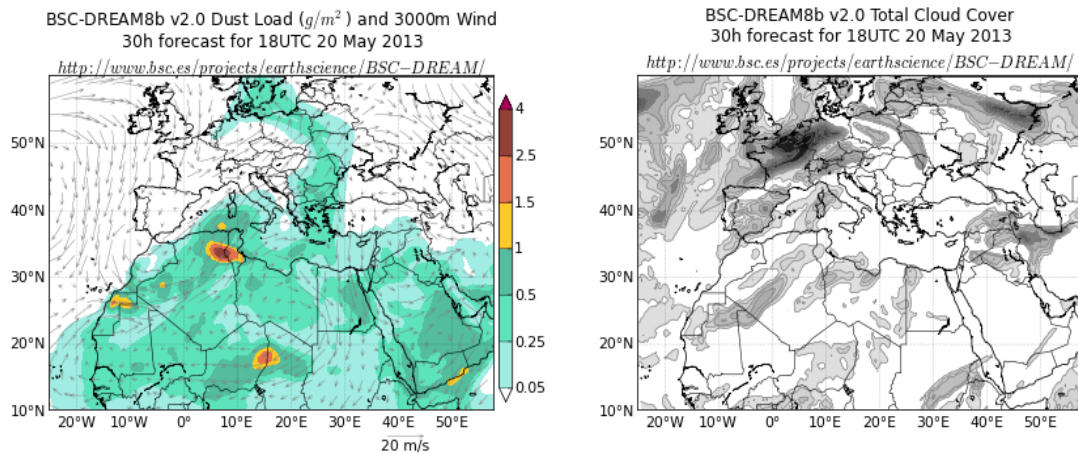 BSC-DREAM8b v2.0 Dust Load (g/m²) and 3000m Wind
30h forecast for 18UTC 20 May 2013
http://www.bsc.es/projects/earthscience/BSC−DREAM/
50°N
40°N
30°N
20°N
10°N
20°W 10°W 0° 10°E 20°E 30°E 40°E 50°E
20 m/s
4
2.5
1.5
1
0.5
0.25
0.05
BSC-DREAM8b v2.0 Total Cloud Cover
30h forecast for 18UTC 20 May 2013
http://www.bsc.es/projects/earthscience/BSC−DREAM/
50°N
40°N
30°N
20°N
10°N
20°W 10°W 0° 10°E 20°E 30°E 40°E 50°E